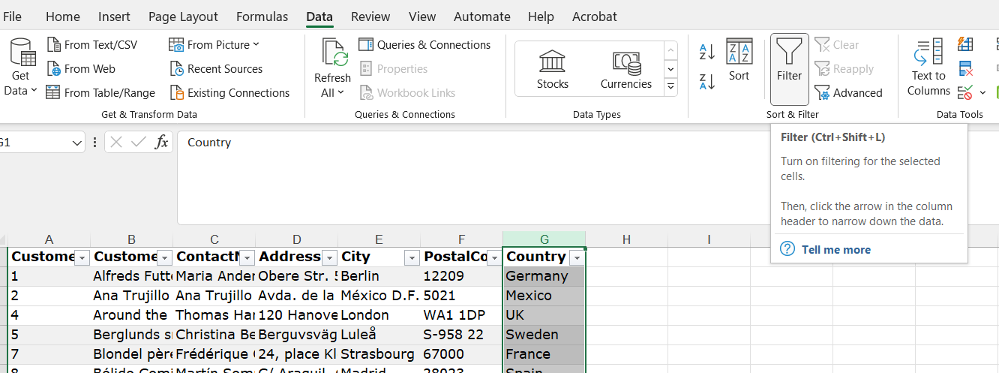 File Home Insert Page Layout Formulas Data Review View Automate Help Acrobat
From Text/CSV From Picture Queries & Connections Clear
Get Data From Web Recent Sources Refresh All Properties Stocks Currencies Sort Filter Reapply Text to Columns
From Table/Range Existing Connections Workbook Links Advanced
Get & Transform Data Queries & Connections Data Types Sort & Filter Data Tools
G1 fx Country
Filter (Ctrl+Shift+L)
Turn on filtering for the selected
cells.
Then, click the arrow in the column
header to narrow down the data.
Tell me more
A B C D E F G H I
Custome Custome ContactN Address City PostalCo Country
1 Alfreds Futt Maria Ander Obere Str. 5 Berlin 12209 Germany
2 Ana Trujillo Ana Trujillo Avda. de la México D.F. 5021 Mexico
4 Around the Thomas Har 120 Hanove London WA1 1DP UK
5 Berglunds s Christina Be Berguvsväg Luleå S-958 22 Sweden
7 Blondel père Frédérique 24, place Kl Strasbourg 67000 France
8 Bólido Com Martín Som C/ Araquil, Madrid 28023 Spain